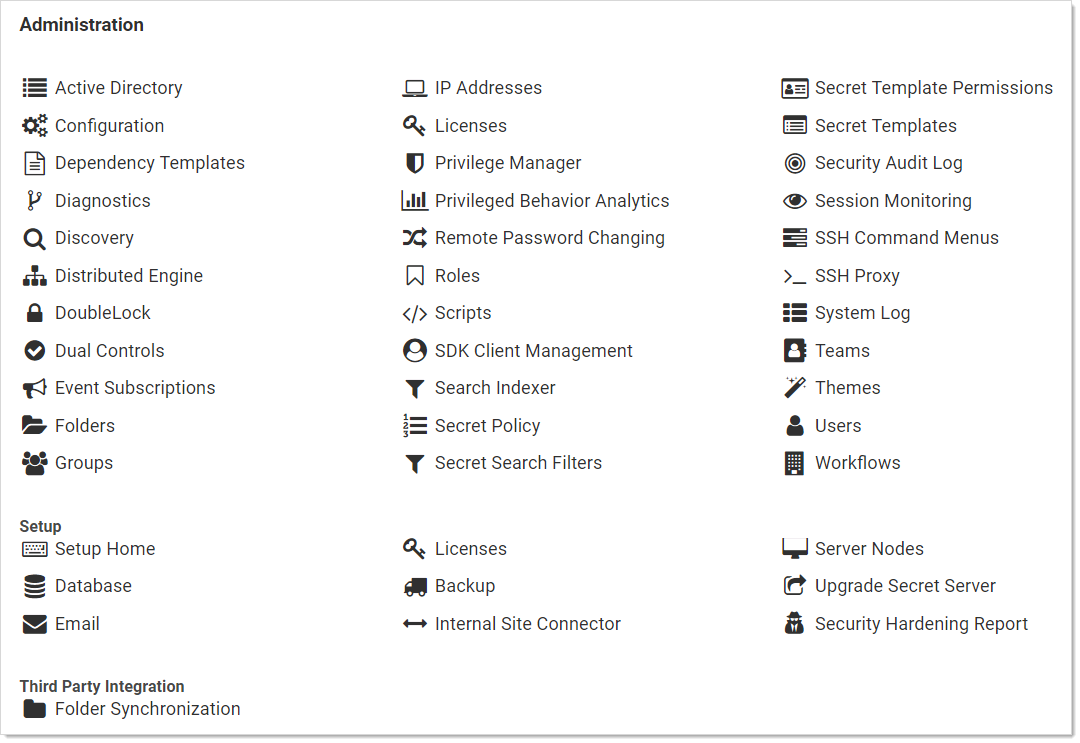 Administration
Active Directory
Configuration
Dependency Templates
Diagnostics
Discovery
Distributed Engine
DoubleLock
Dual Controls
Event Subscriptions
Folders
Groups
IP Addresses
Licenses
Privilege Manager
Privileged Behavior Analytics
Remote Password Changing
Roles
Scripts
SDK Client Management
Search Indexer
Secret Policy
Secret Search Filters
Secret Template Permissions
Secret Templates
Security Audit Log
Session Monitoring
SSH Command Menus
SSH Proxy
System Log
Teams
Themes
Users
Workflows
Setup
Setup Home
Database
Email
Licenses
Backup
Internal Site Connector
Server Nodes
Upgrade Secret Server
Security Hardening Report
Third Party Integration
Folder Synchronization